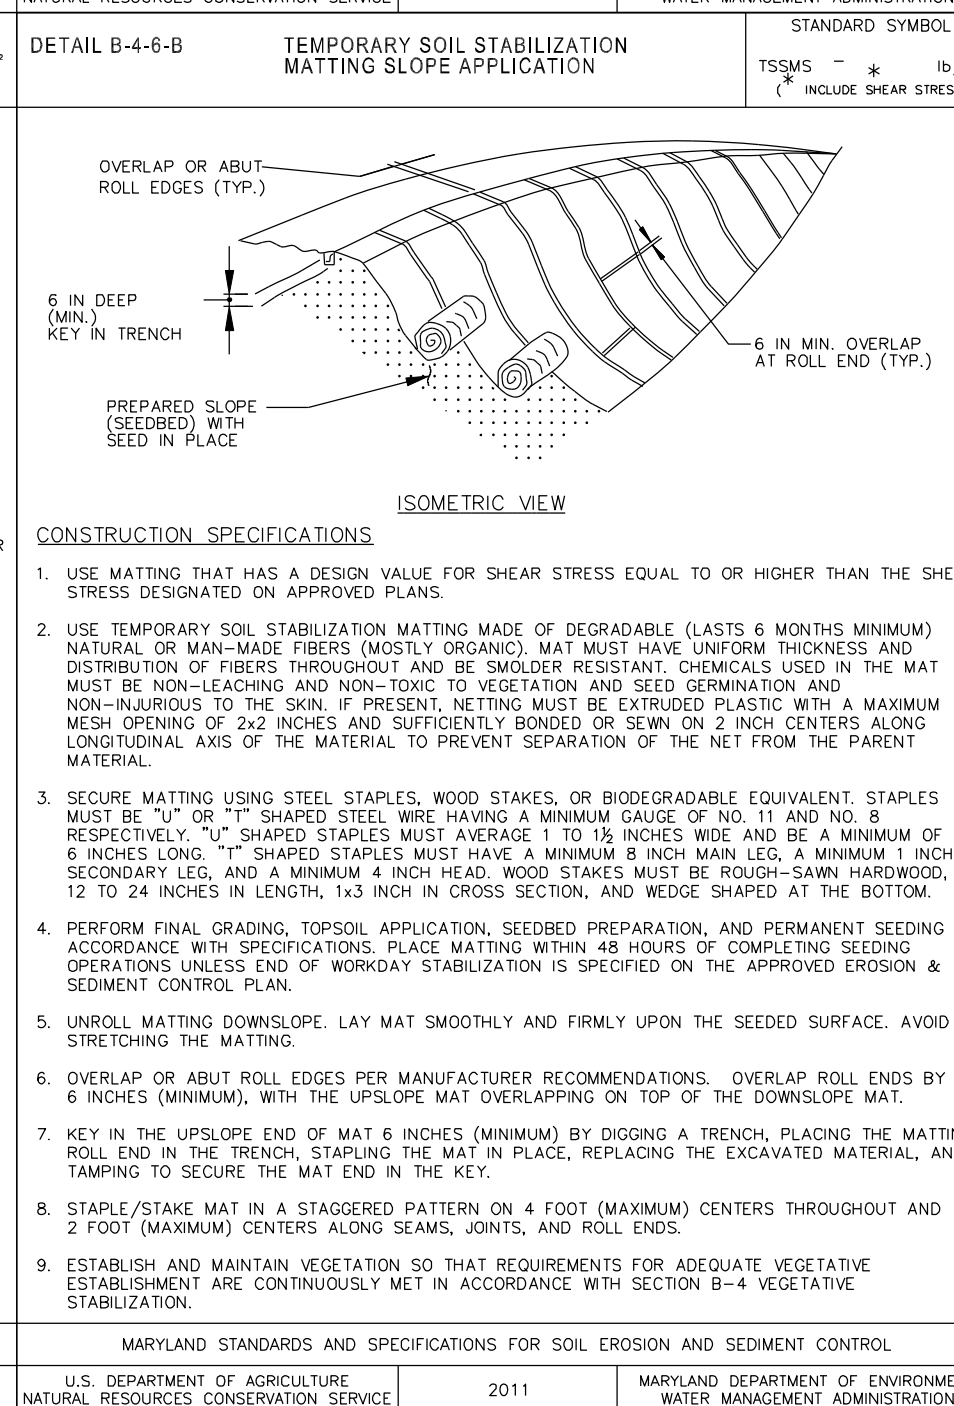 NATURAL RESOURCES CONSERVATION SERVICE
WATER MANAGEMENT ADMINISTRATION
DETAIL B-4-6-B
TEMPORARY SOIL STABILIZATION
MATTING SLOPE APPLICATION
STANDARD SYMBOL
TSSMS – * lb
(* INCLUDE SHEAR STRES
OVERLAP OR ABUT
ROLL EDGES (TYP.)
6 IN DEEP
(MIN.)
KEY IN TRENCH
6 IN MIN. OVERLAP
AT ROLL END (TYP.)
PREPARED SLOPE
(SEEDBED) WITH
SEED IN PLACE
ISOMETRIC VIEW
CONSTRUCTION SPECIFICATIONS
R
1. USE MATTING THAT HAS A DESIGN VALUE FOR SHEAR STRESS EQUAL TO OR HIGHER THAN THE SHE
STRESS DESIGNATED ON APPROVED PLANS.
2. USE TEMPORARY SOIL STABILIZATION MATTING MADE OF DEGRADABLE (LASTS 6 MONTHS MINIMUM)
NATURAL OR MAN-MADE FIBERS (MOSTLY ORGANIC). MAT MUST HAVE UNIFORM THICKNESS AND
DISTRIBUTION OF FIBERS THROUGHOUT AND BE SMOLDER RESISTANT. CHEMICALS USED IN THE MAT
MUST BE NON-LEACHING AND NON-TOXIC TO VEGETATION AND SEED GERMINATION AND
NON-INJURIOUS TO THE SKIN. IF PRESENT, NETTING MUST BE EXTRUDED PLASTIC WITH A MAXIMUM
MESH OPENING OF 2x2 INCHES AND SUFFICIENTLY BONDED OR SEWN ON 2 INCH CENTERS ALONG
LONGITUDINAL AXIS OF THE MATERIAL TO PREVENT SEPARATION OF THE NET FROM THE PARENT
MATERIAL.
3. SECURE MATTING USING STEEL STAPLES, WOOD STAKES, OR BIODEGRADABLE EQUIVALENT. STAPLES
MUST BE "U" OR "T" SHAPED STEEL WIRE HAVING A MINIMUM GAUGE OF NO. 11 AND NO. 8
RESPECTIVELY. "U" SHAPED STAPLES MUST AVERAGE 1 TO 1½ INCHES WIDE AND BE A MINIMUM OF
6 INCHES LONG. "T" SHAPED STAPLES MUST HAVE A MINIMUM 8 INCH MAIN LEG, A MINIMUM 1 INCH
SECONDARY LEG, AND A MINIMUM 4 INCH HEAD. WOOD STAKES MUST BE ROUGH-SAWN HARDWOOD,
12 TO 24 INCHES IN LENGTH, 1x3 INCH IN CROSS SECTION, AND WEDGE SHAPED AT THE BOTTOM.
4. PERFORM FINAL GRADING, TOPSOIL APPLICATION, SEEDBED PREPARATION, AND PERMANENT SEEDING
ACCORDANCE WITH SPECIFICATIONS. PLACE MATTING WITHIN 48 HOURS OF COMPLETING SEEDING
OPERATIONS UNLESS END OF WORKDAY STABILIZATION IS SPECIFIED ON THE APPROVED EROSION &
SEDIMENT CONTROL PLAN.
5. UNROLL MATTING DOWNSLOPE. LAY MAT SMOOTHLY AND FIRMLY UPON THE SEEDED SURFACE. AVOID
STRETCHING THE MATTING.
6. OVERLAP OR ABUT ROLL EDGES PER MANUFACTURER RECOMMENDATIONS. OVERLAP ROLL ENDS BY
6 INCHES (MINIMUM), WITH THE UPSLOPE MAT OVERLAPPING ON TOP OF THE DOWNSLOPE MAT.
7. KEY IN THE UPSLOPE END OF MAT 6 INCHES (MINIMUM) BY DIGGING A TRENCH, PLACING THE MATTIN
ROLL END IN THE TRENCH, STAPLING THE MAT IN PLACE, REPLACING THE EXCAVATED MATERIAL, AN
TAMPING TO SECURE THE MAT END IN THE KEY.
8. STAPLE/STAKE MAT IN A STAGGERED PATTERN ON 4 FOOT (MAXIMUM) CENTERS THROUGHOUT AND
2 FOOT (MAXIMUM) CENTERS ALONG SEAMS, JOINTS, AND ROLL ENDS.
9. ESTABLISH AND MAINTAIN VEGETATION SO THAT REQUIREMENTS FOR ADEQUATE VEGETATIVE
ESTABLISHMENT ARE CONTINUOUSLY MET IN ACCORDANCE WITH SECTION B-4 VEGETATIVE
STABILIZATION.
MARYLAND STANDARDS AND SPECIFICATIONS FOR SOIL EROSION AND SEDIMENT CONTROL
U.S. DEPARTMENT OF AGRICULTURE
NATURAL RESOURCES CONSERVATION SERVICE
2011
MARYLAND DEPARTMENT OF ENVIRONME
WATER MANAGEMENT ADMINISTRATION